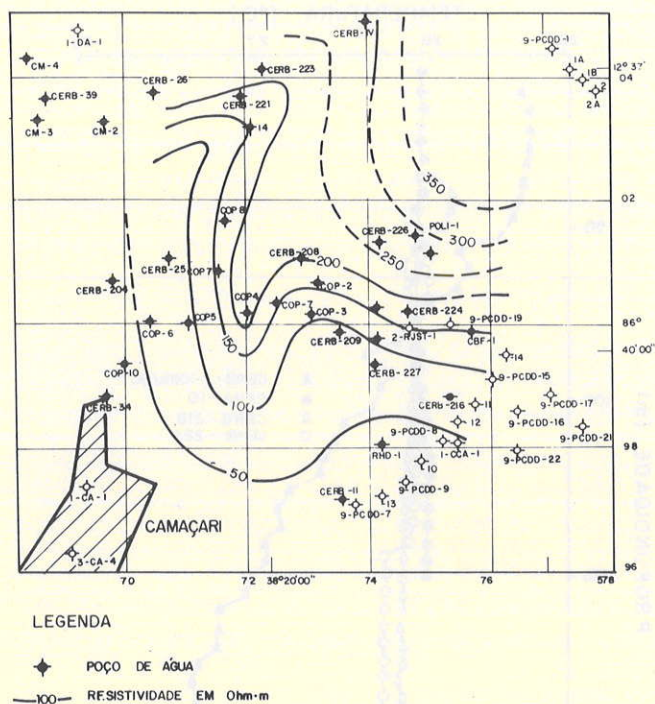 1-DA-1
CERB-IV
9-PCDD-1
CM-4
CERB-223
1A
12° 37'
CERB-26
1B
04
CERB-39
CERB-221
2
2A
CM-3
CM-2
14
350
02
COP 8
CERB-226
POLI-1
300
250
CERB-208
200
CERB-25
COP 7
COP-2
CERB-204
COP-7
COP 4
COP-3
CERB-224
9-PCDD-19
COP-6
COP5
150
2-RJST-1
CBF-1
86°
CERB-209
14
40' 00"
COP-10
CERB-227
9-PCDD-15
100
CERB-34
CERB-216
11
9-PCDD-17
9-PCDD-16
12
9-PCDD-8
9-PCDD-21
RHD-1
1-CCA-1
9-PCDD-22
98
10
50
1-CA-1
9-PCDD-9
CERB-11
13
9-PCDD-7
CAMAÇARI
3-CA-4
96
70
72
38°20'00"
74
76
578
LEGENDA
POÇO DE ÁGUA
100 RESISTIVIDADE EM Ohm·m